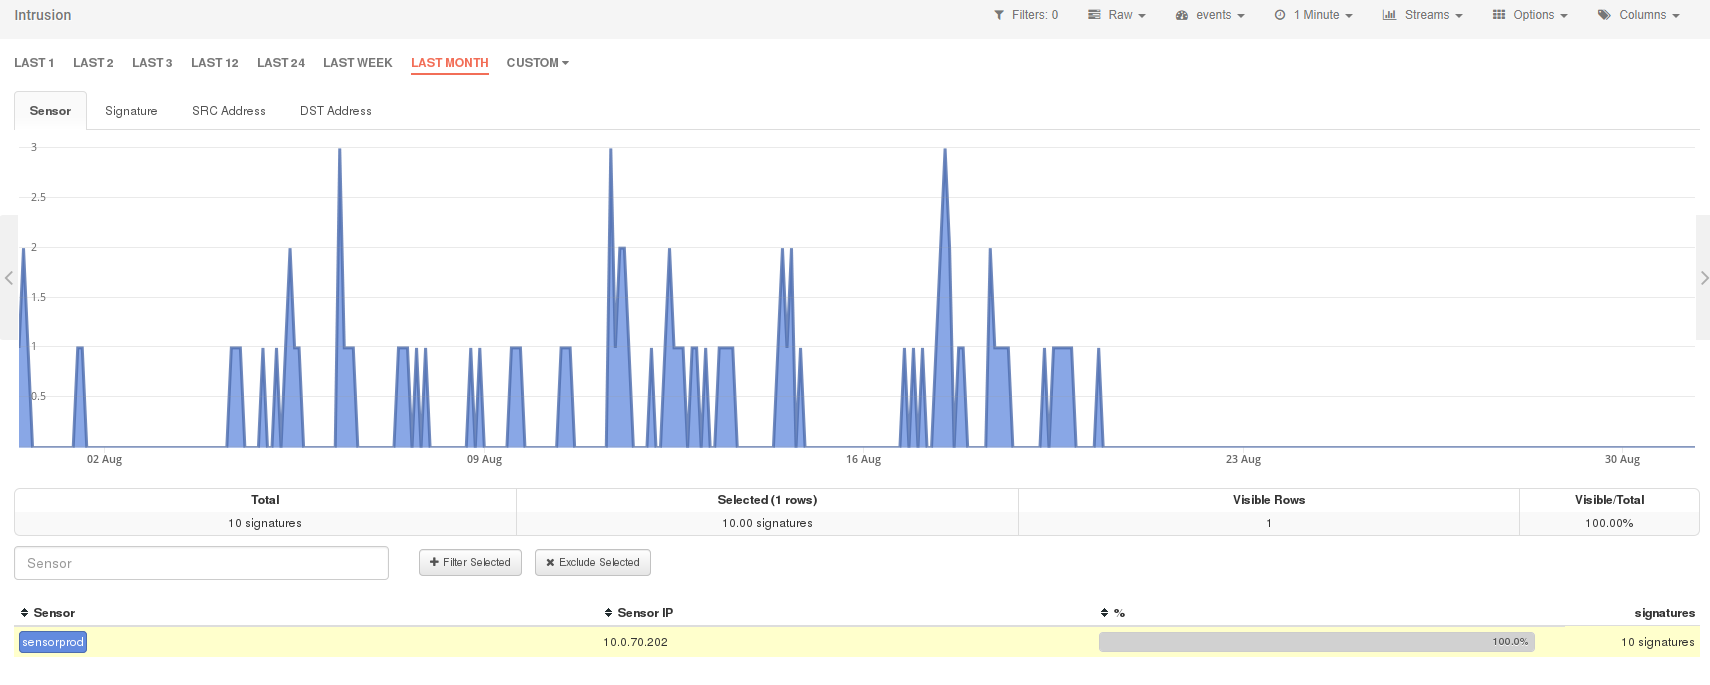 Intrusion Filters: 0 Raw events 1 Minute Streams Options Columns
LAST 1 LAST 2 LAST 3 LAST 12 LAST 24 LAST WEEK LAST MONTH CUSTOM
Sensor Signature SRC Address DST Address
3
2.5
2
1.5
1
0.5
02 Aug 09 Aug 16 Aug 23 Aug 30 Aug
Total Selected (1 rows) Visible Rows Visible/Total
10 signatures 10.00 signatures 1 100.00%
Sensor Filter Selected Exclude Selected
Sensor Sensor IP % signatures
sensorprod 10.0.70.202 100.0% 10 signatures